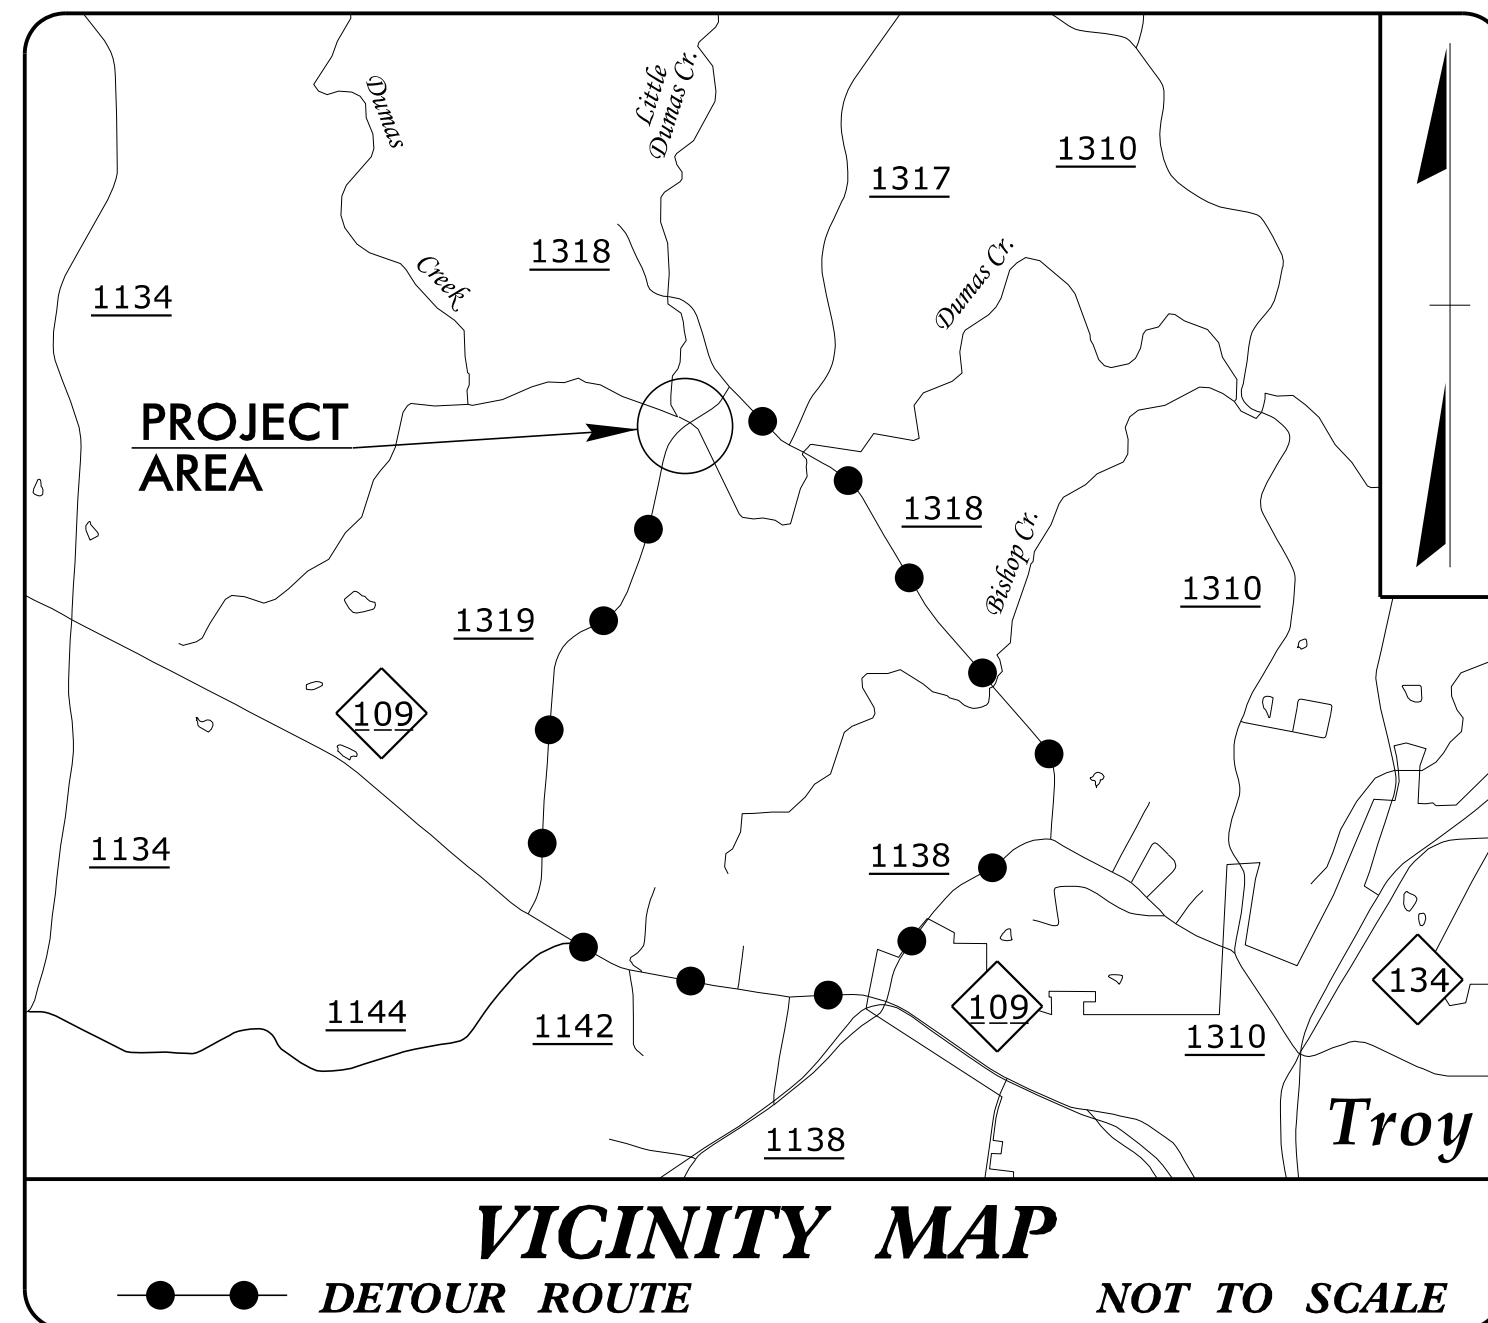 Dumas
Little
Dumas Cr.
1310
1317
1318
Dumas Cr.
Creek
1134
PROJECT
AREA
1318
Bishop Cr.
1310
1319
109
1134
1138
134
109
1144
1142
1310
Troy
1138
VICINITY MAP
DETOUR ROUTE
NOT TO SCALE